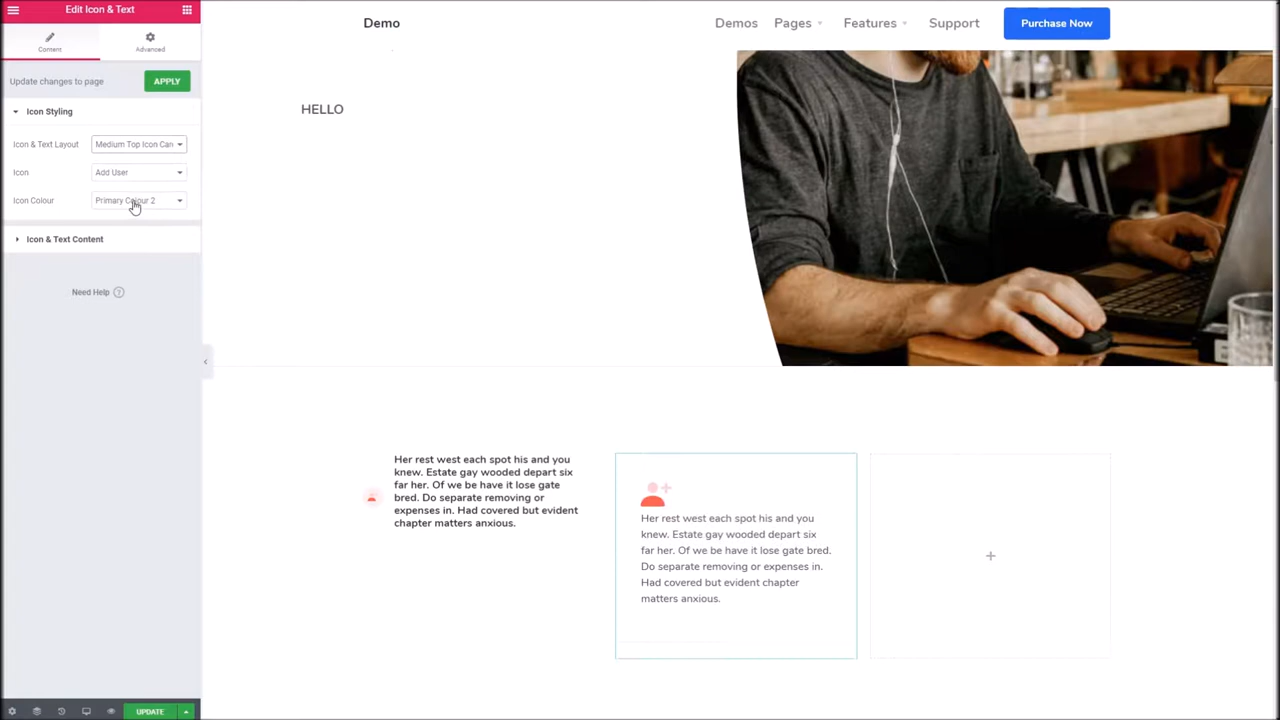 Edit Icon & Text
Content
Advanced
Update changes to page
APPLY
Icon Styling
Icon & Text Layout
Medium Top Icon Can
Icon
Add User
Icon Colour
Primary Colour 2
Icon & Text Content
Need Help ?
UPDATE
Demo
Demos
Pages
Features
Support
Purchase Now
HELLO
Her rest west each spot his and you
knew. Estate gay wooded depart six
far her. Of we be have it lose gate
bred. Do separate removing or
expenses in. Had covered but evident
chapter matters anxious.
Her rest west each spot his and you
knew. Estate gay wooded depart six
far her. Of we be have it lose gate bred.
Do separate removing or expenses in.
Had covered but evident chapter
matters anxious.